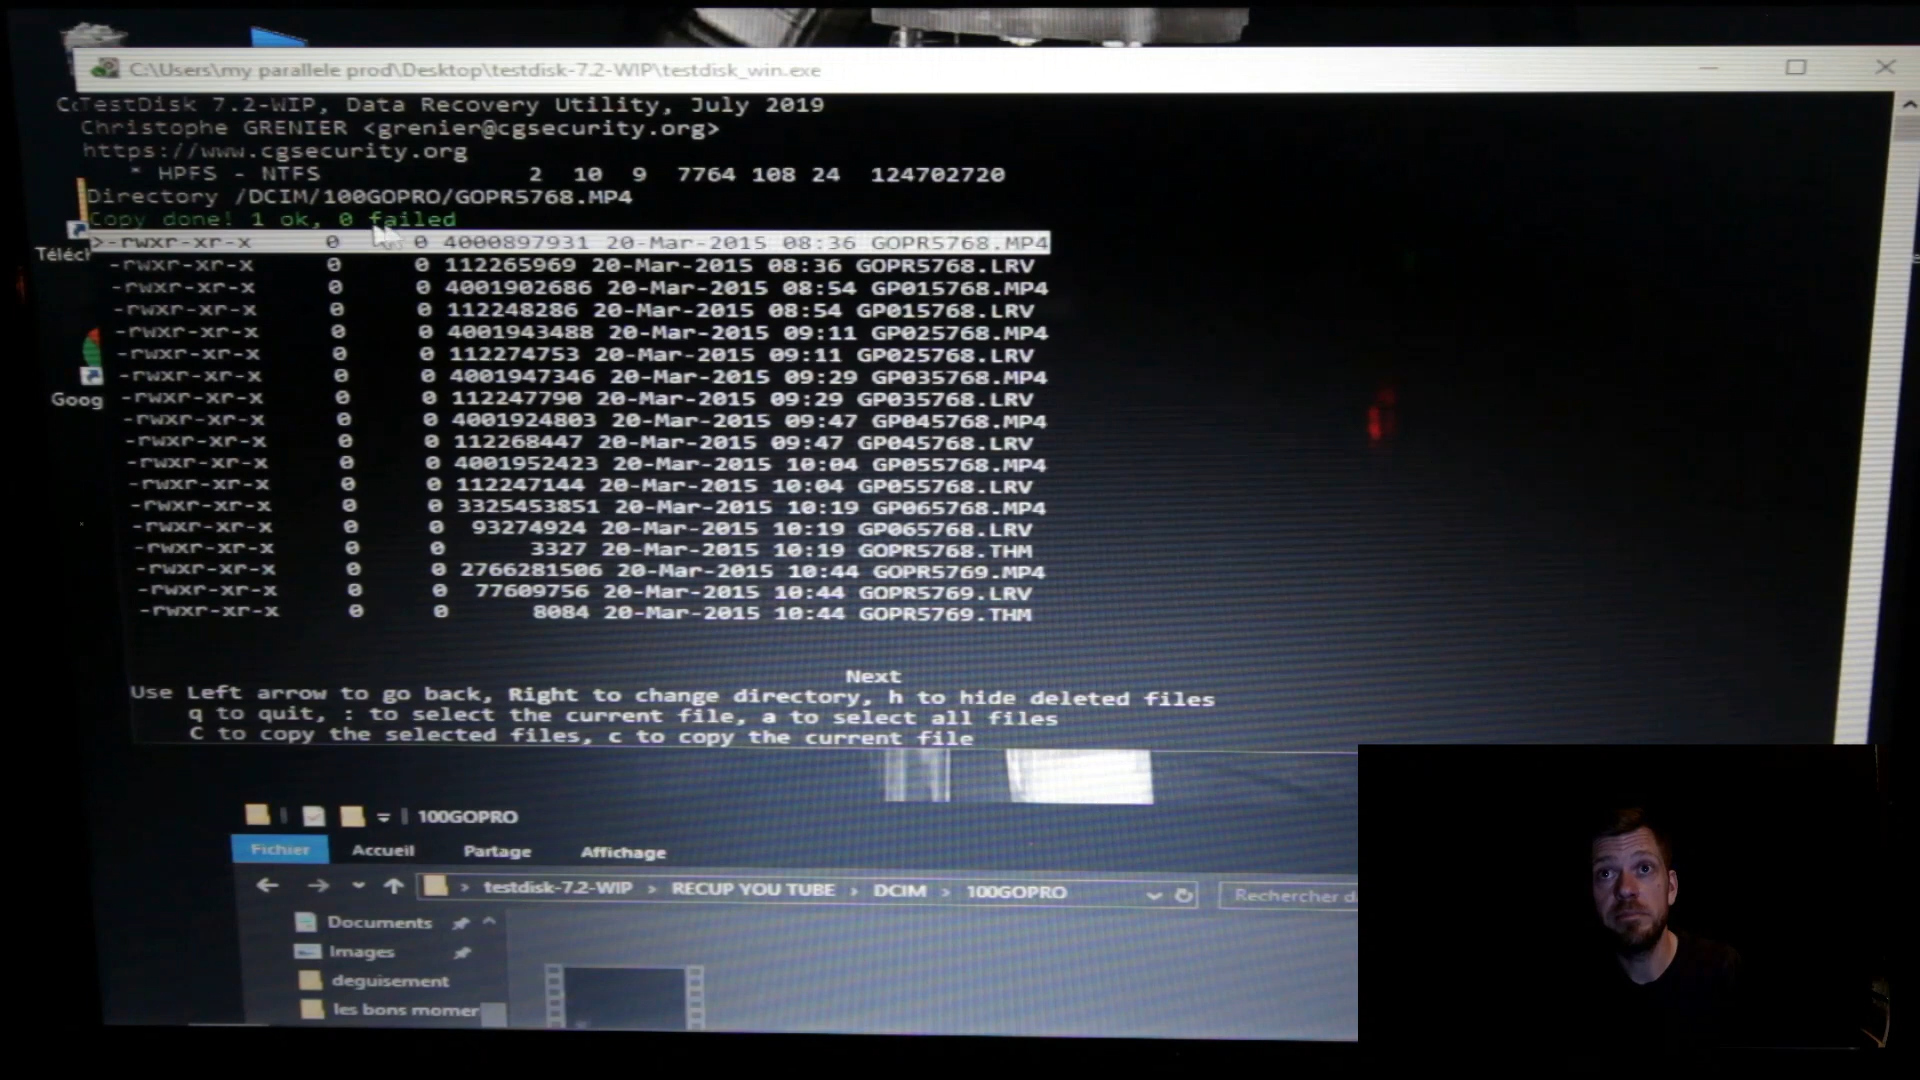 C:\Users\my parallele prod\Desktop\testdisk-7.2-WIP\testdisk_win.exe
TestDisk 7.2-WIP, Data Recovery Utility, July 2019
Christophe GRENIER <grenier@cgsecurity.org>
https://www.cgsecurity.org
* HPFS - NTFS 2 10 9 7764 108 24 124702720
Directory /DCIM/100GOPRO/GOPR5768.MP4
Copy done! 1 ok, 0 failed
>-rwxr-xr-x 0 0 4000897931 20-Mar-2015 08:36 GOPR5768.MP4
-rwxr-xr-x 0 0 112265969 20-Mar-2015 08:36 GOPR5768.LRV
-rwxr-xr-x 0 0 4001902686 20-Mar-2015 08:54 GP015768.MP4
-rwxr-xr-x 0 0 112248286 20-Mar-2015 08:54 GP015768.LRV
-rwxr-xr-x 0 0 4001943488 20-Mar-2015 09:11 GP025768.MP4
-rwxr-xr-x 0 0 112274753 20-Mar-2015 09:11 GP025768.LRV
-rwxr-xr-x 0 0 4001947346 20-Mar-2015 09:29 GP035768.MP4
-rwxr-xr-x 0 0 112247790 20-Mar-2015 09:29 GP035768.LRV
-rwxr-xr-x 0 0 4001924803 20-Mar-2015 09:47 GP045768.MP4
-rwxr-xr-x 0 0 112268447 20-Mar-2015 09:47 GP045768.LRV
-rwxr-xr-x 0 0 4001952423 20-Mar-2015 10:04 GP055768.MP4
-rwxr-xr-x 0 0 112247144 20-Mar-2015 10:04 GP055768.LRV
-rwxr-xr-x 0 0 3325453851 20-Mar-2015 10:19 GP065768.MP4
-rwxr-xr-x 0 0 93274924 20-Mar-2015 10:19 GP065768.LRV
-rwxr-xr-x 0 0 3327 20-Mar-2015 10:19 GOPR5768.THM
-rwxr-xr-x 0 0 2766281506 20-Mar-2015 10:44 GOPR5769.MP4
-rwxr-xr-x 0 0 77609756 20-Mar-2015 10:44 GOPR5769.LRV
-rwxr-xr-x 0 0 8084 20-Mar-2015 10:44 GOPR5769.THM
Téléch
Goog
Next
Use Left arrow to go back, Right to change directory, h to hide deleted files
q to quit, : to select the current file, a to select all files
C to copy the selected files, c to copy the current file
100GOPRO
Fichier Accueil Partage Affichage
testdisk-7.2-WIP > RECUP YOU TUBE > DCIM > 100GOPRO Rechercher d
Documents
Images
deguisement
les bons momer